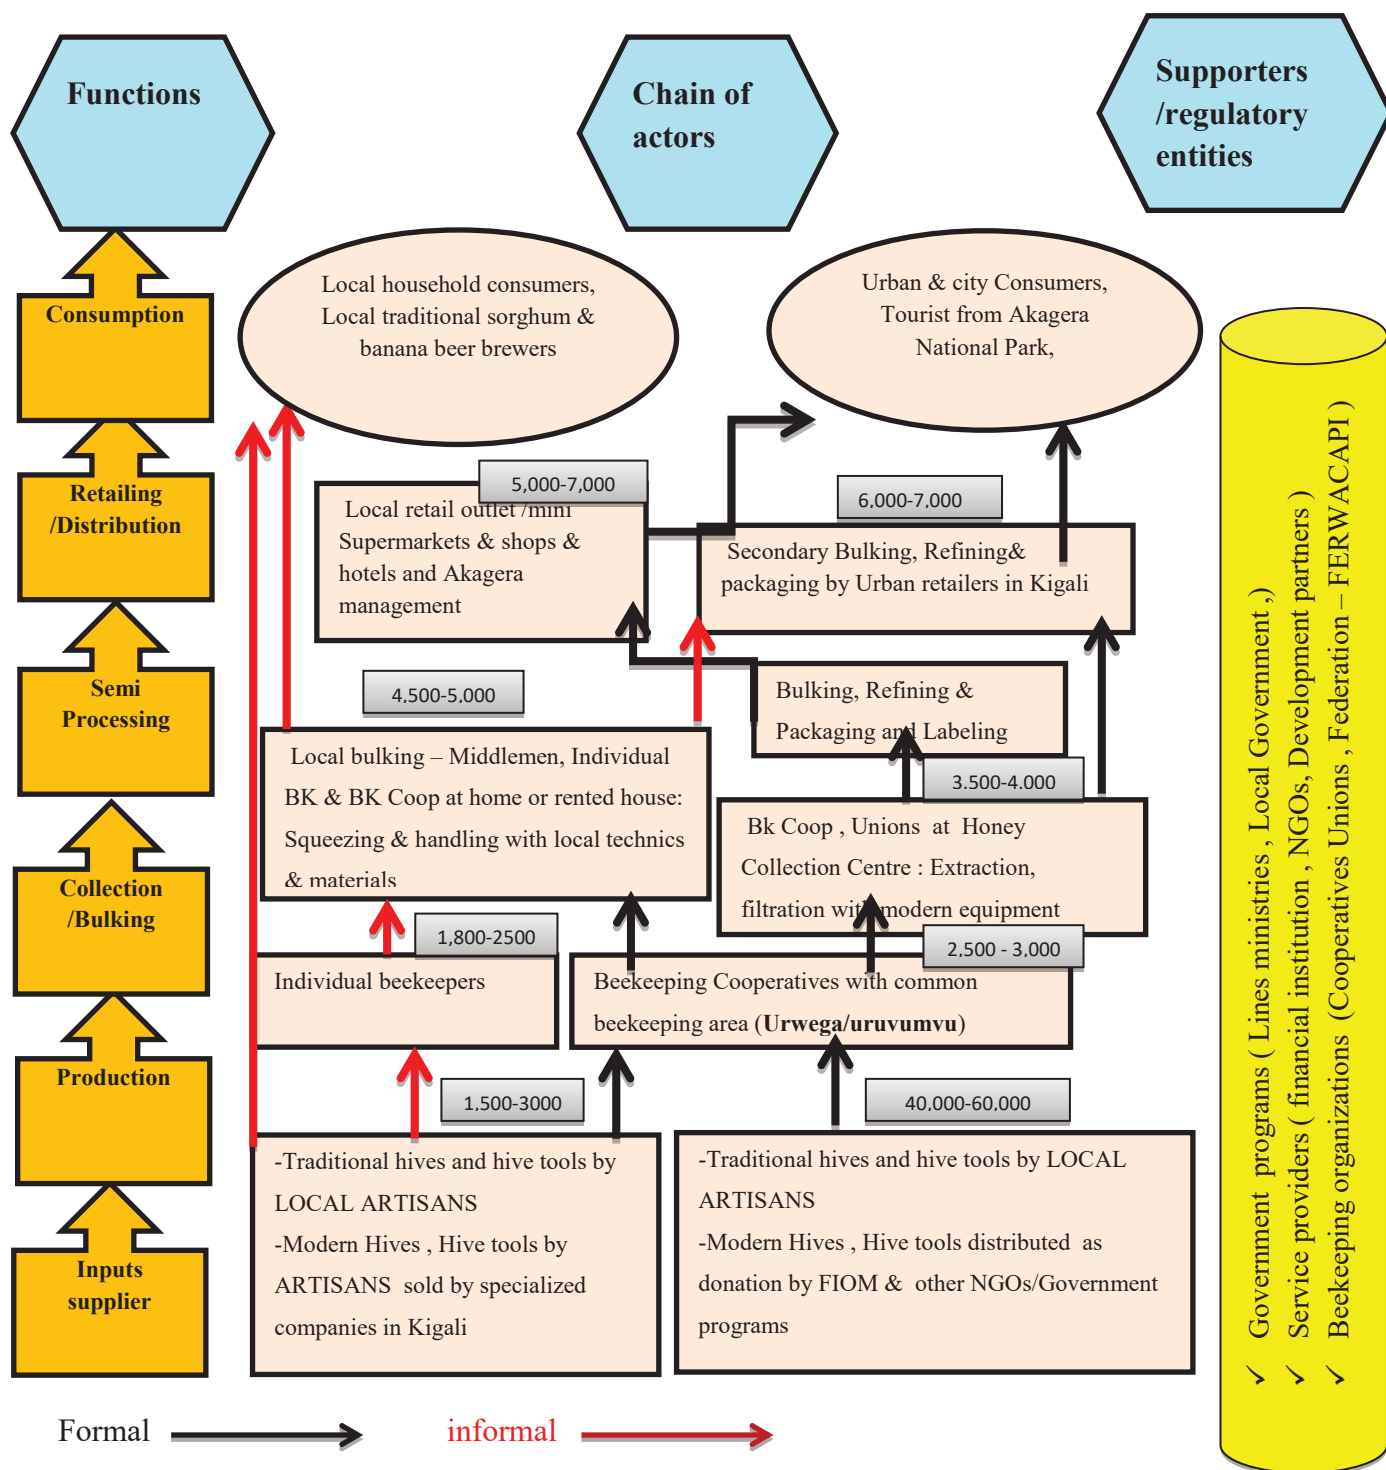 Functions
Chain of
actors
Supporters
/regulatory
entities
Consumption
Local household consumers,
Local traditional sorghum &
banana beer brewers
Urban & city Consumers,
Tourist from Akagera
National Park,
Retailing
/Distribution
5,000-7,000
Local retail outlet /mini
Supermarkets & shops &
hotels and Akagera
management
6,000-7,000
Secondary Bulking, Refining&
packaging by Urban retailers in Kigali
Semi
Processing
4,500-5,000
Bulking, Refining &
Packaging and Labeling
Local bulking – Middlemen, Individual
BK & BK Coop at home or rented house:
Squeezing & handling with local technics
& materials
3.500-4.000
Bk Coop , Unions at Honey
Collection Centre : Extraction,
filtration with modern equipment
Collection
/Bulking
1,800-2500
2,500 - 3,000
Individual beekeepers
Beekeeping Cooperatives with common
beekeeping area (Urwega/uruvumvu)
Production
1,500-3000
40,000-60,000
-Traditional hives and hive tools by
LOCAL ARTISANS
-Modern Hives , Hive tools by
ARTISANS sold by specialized
companies in Kigali
-Traditional hives and hive tools by LOCAL
ARTISANS
-Modern Hives , Hive tools distributed as
donation by FIOM & other NGOs/Government
programs
Inputs
supplier
✓ Government programs ( Lines ministries , Local Government ,)
✓ Service providers ( financial institution , NGOs, Development partners )
✓ Beekeeping organizations (Cooperatives Unions , Federation – FERWACAPI )
Formal
informal